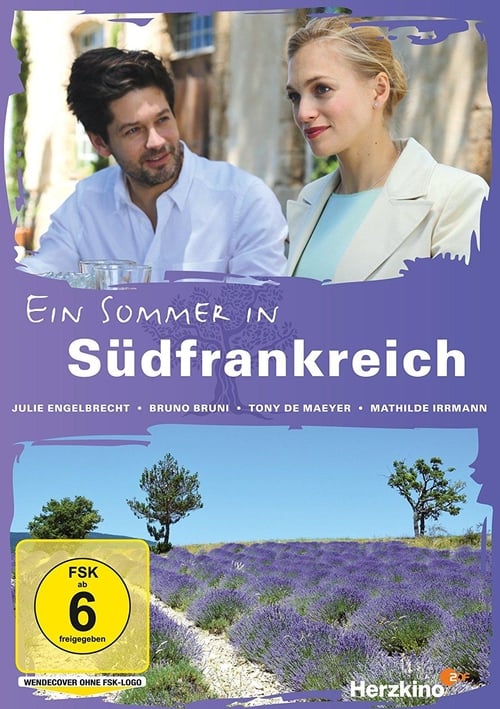 Ein Sommer in
Südfrankreich
JULIE ENGELBRECHT • BRUNO BRUNI • TONY DE MAEYER • MATHILDE IRRMANN
FSK
ab
6
freigegeben
WENDECOVER OHNE FSK-LOGO
ZDF
Herzkino